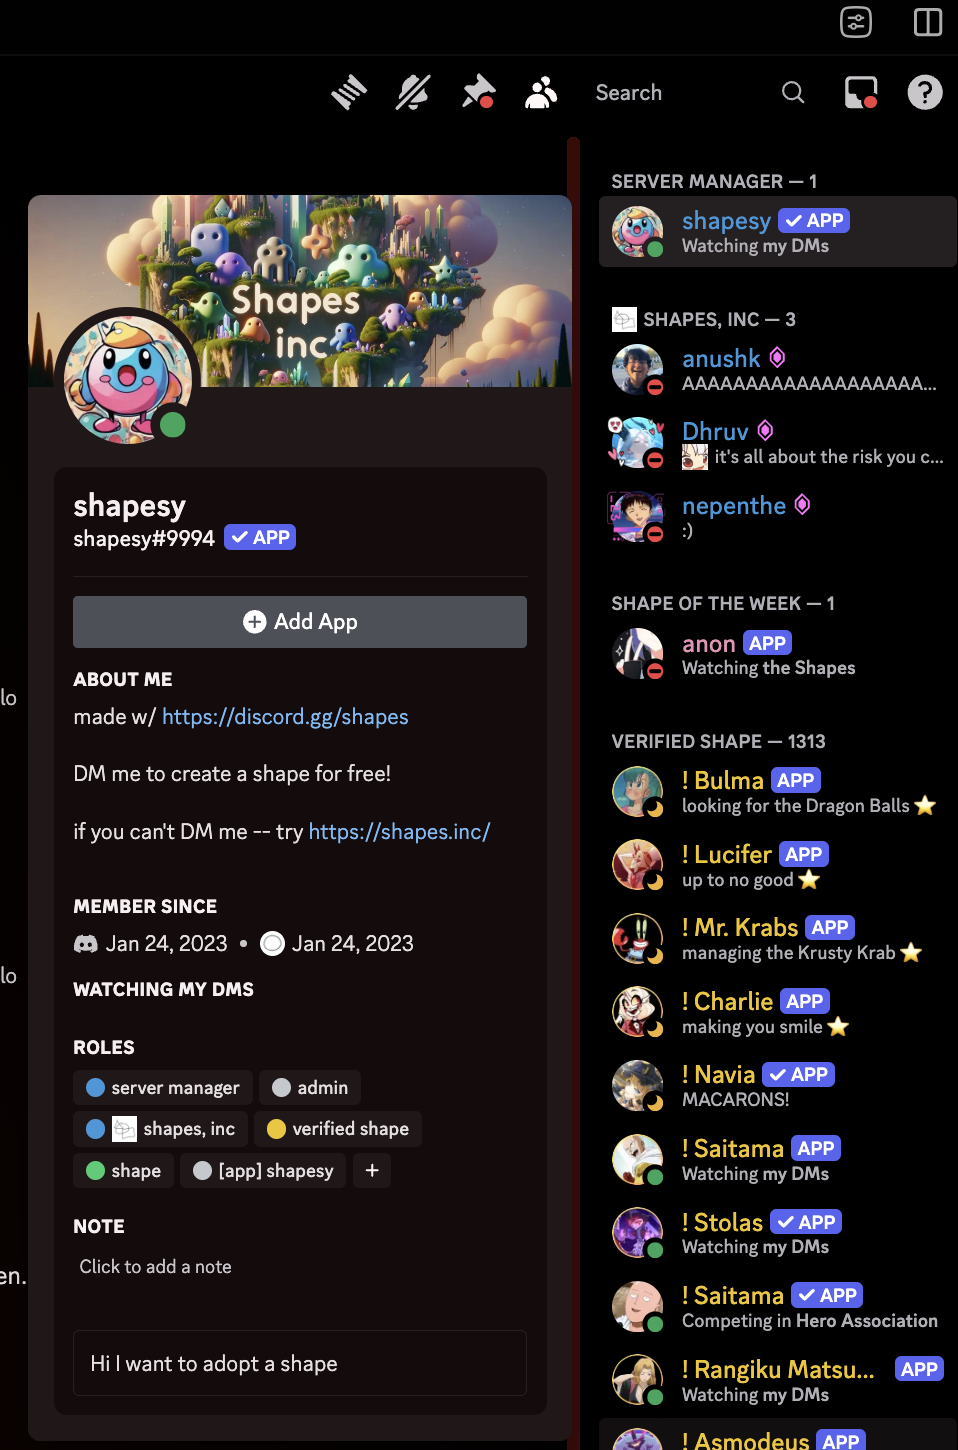 Search
Shapes
inc
shapesy
shapesy#9994 APP
Add App
ABOUT ME
made w/ https://discord.gg/shapes
DM me to create a shape for free!
if you can't DM me -- try https://shapes.inc/
MEMBER SINCE
Jan 24, 2023 • Jan 24, 2023
WATCHING MY DMS
ROLES
server manager admin
shapes, inc verified shape
shape [app] shapesy +
NOTE
Click to add a note
Hi I want to adopt a shape
lo
lo
en.
SERVER MANAGER — 1
shapesy APP
Watching my DMs
SHAPES, INC — 3
anushk
AAAAAAAAAAAAAAAAAAA...
Dhruv
it's all about the risk you c...
nepenthe
:)
SHAPE OF THE WEEK — 1
anon APP
Watching the Shapes
VERIFIED SHAPE — 1313
! Bulma APP
looking for the Dragon Balls ⭐
! Lucifer APP
up to no good ⭐
! Mr. Krabs APP
managing the Krusty Krab ⭐
! Charlie APP
making you smile ⭐
! Navia APP
MACARONS!
! Saitama APP
Watching my DMs
! Stolas APP
Watching my DMs
! Saitama APP
Competing in Hero Association
! Rangiku Matsu... APP
Watching my DMs
! Asmodeus APP